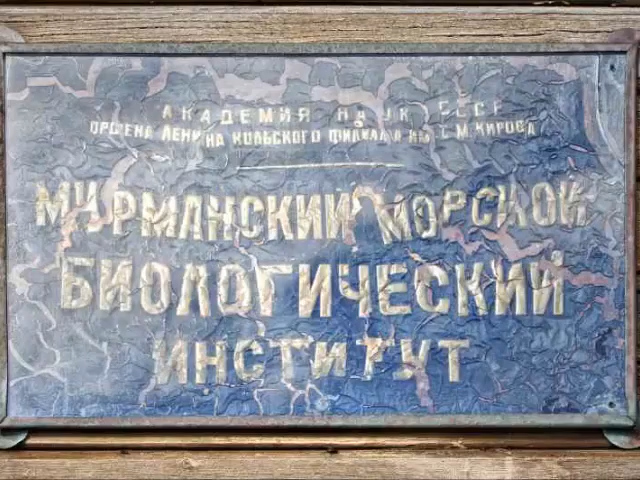 АКАДЕМИЯ НАУК СССР
ОРДЕНА ЛЕНИНА КОЛЬСКОГО ФИЛИАЛА ИМ. С.М.КИРОВА
МУРМАНСКИЙ МОРСКОЙ
БИОЛОГИЧЕСКИЙ
ИНСТИТУТ